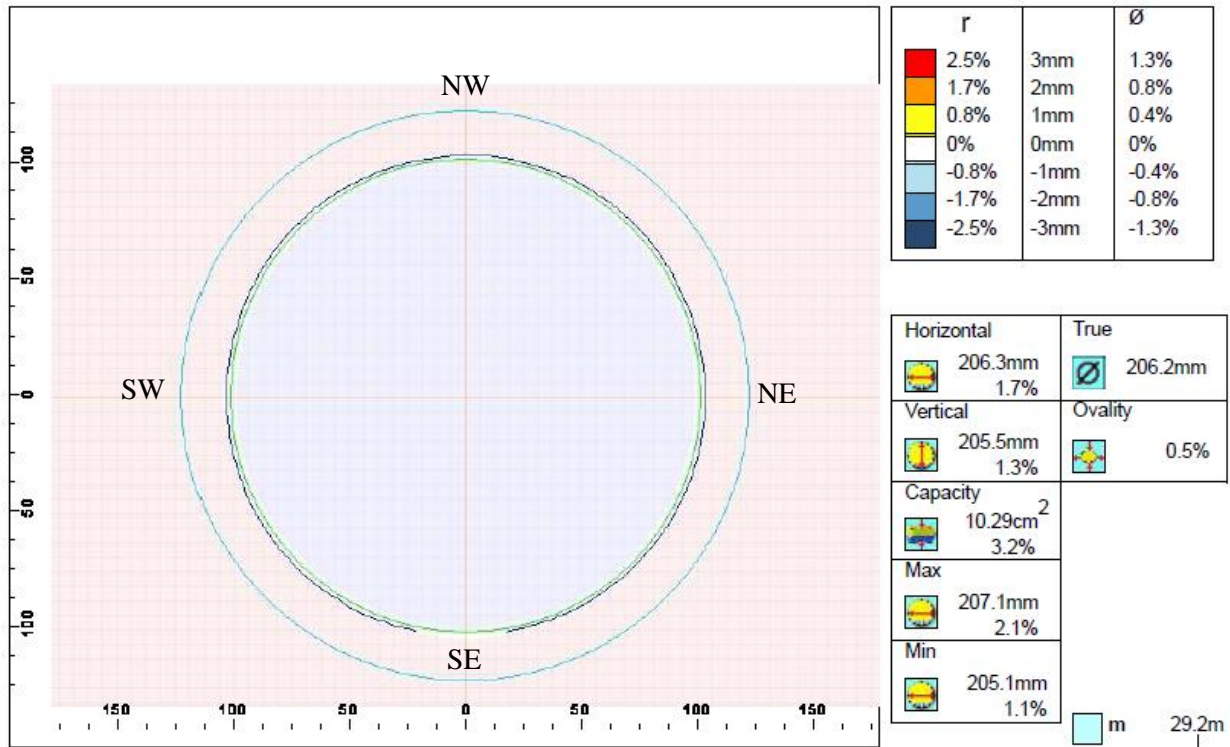 NW
SW
NE
SE
100
50
0
50
100
150
100
50
0
50
100
150
r Ø
2.5% 3mm 1.3%
1.7% 2mm 0.8%
0.8% 1mm 0.4%
0% 0mm 0%
-0.8% -1mm -0.4%
-1.7% -2mm -0.8%
-2.5% -3mm -1.3%
Horizontal
206.3mm
1.7%
True
Ø 206.2mm
Vertical
205.5mm
1.3%
Ovality
0.5%
Capacity
10.29cm2
3.2%
Max
207.1mm
2.1%
Min
205.1mm
1.1%
m 29.2m